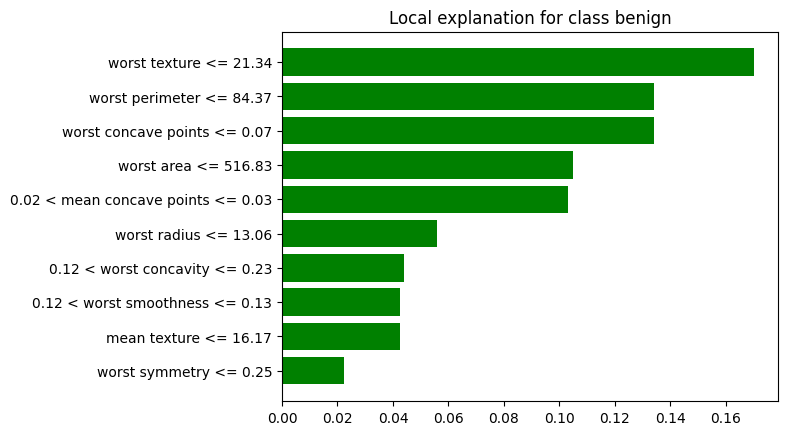 Local explanation for class benign
worst texture <= 21.34
worst perimeter <= 84.37
worst concave points <= 0.07
worst area <= 516.83
0.02 < mean concave points <= 0.03
worst radius <= 13.06
0.12 < worst concavity <= 0.23
0.12 < worst smoothness <= 0.13
mean texture <= 16.17
worst symmetry <= 0.25
0.00 0.02 0.04 0.06 0.08 0.10 0.12 0.14 0.16